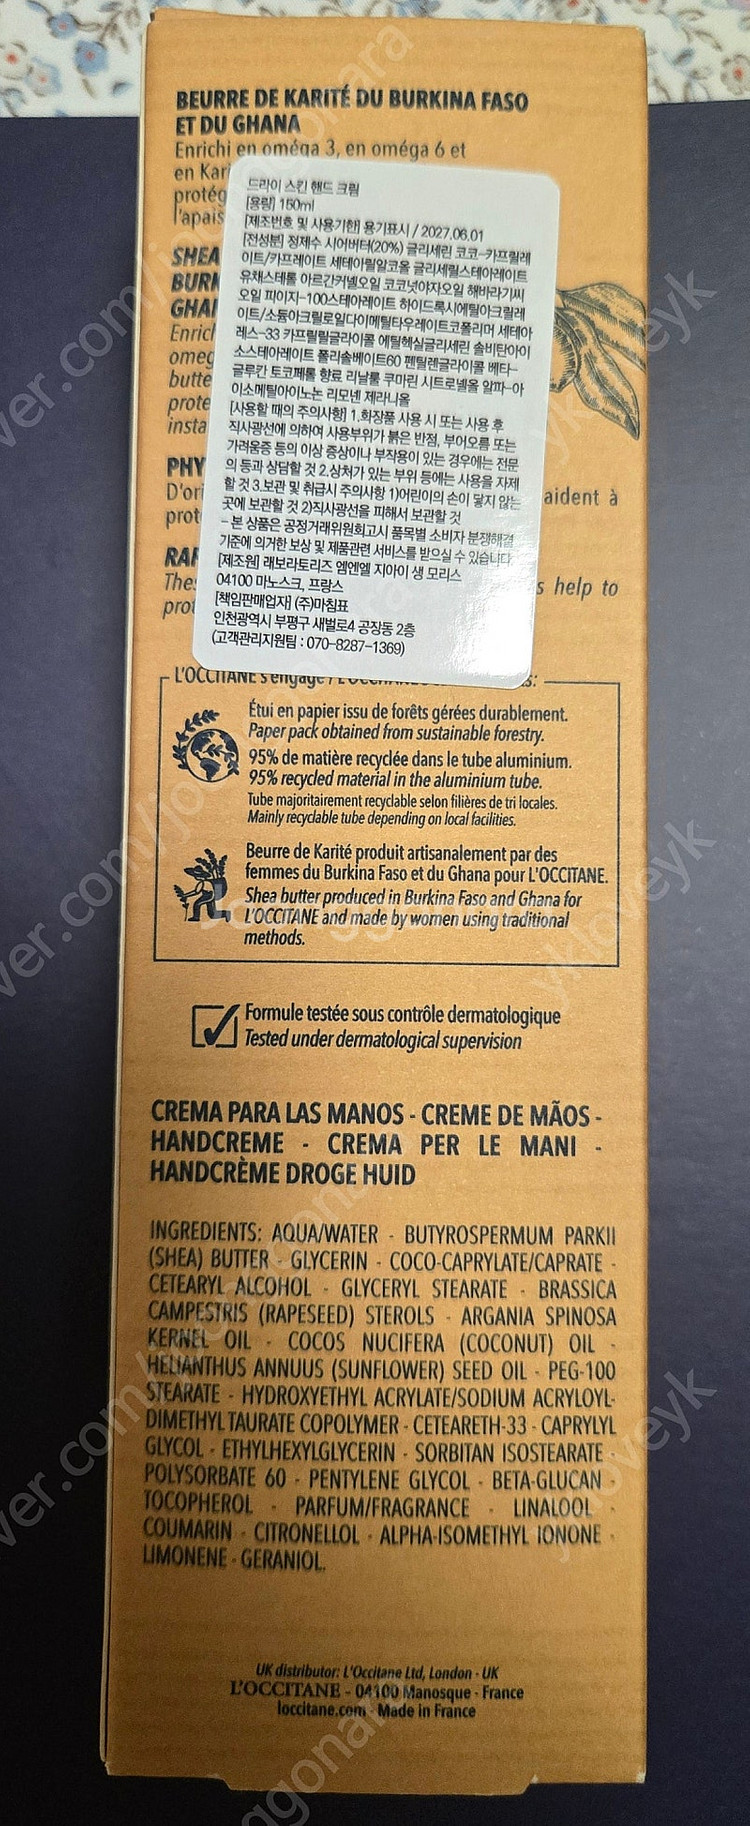 BEURRE DE KARITÉ DU BURKINA FASO
ET DU GHANA
Enrichi en oméga 3, en oméga 6 et
en Kari
protég
l'apais
SHEA
BURK
GHA
Enric
omeg
butte
prote
insta
PHY
D'ori aident à
prot
RAP
Thes s help to
prot
드라이 스킨 핸드 크림
[용량] 150ml
[제조번호 및 사용기한] 용기표시 / 2027.06.01
[전성분] 정제수 시어버터(20%) 글리세린 코코-카프릴레
이트/카프레이트 세테아릴알코올 글리세릴스테아레이트
유채스테롤 아르간커넬오일 코코넛야자오일 해바라기씨
오일 피이지-100스테아레이트 하이드록시에틸아크릴레
이트/소듐아크릴로일다이메틸타우레이트코폴리머 세테아
레스-33 카프릴릴글라이콜 에틸헥실글리세린 솔비탄아이
소스테아레이트 폴리솔베이트60 펜틸렌글라이콜 베타-
글루칸 토코페롤 향료 리날룰 쿠마린 시트로넬올 알파-아
이소메틸아이노논 리모넨 제라니올
[사용할 때의 주의사항] 1.화장품 사용 시 또는 사용 후
직사광선에 의하여 사용부위가 붉은 반점, 부어오름 또는
가려움증 등의 이상 증상이나 부작용이 있는 경우에는 전문
의 등과 상담할 것 2.상처가 있는 부위 등에는 사용을 자제
할 것 3.보관 및 취급시 주의사항 1)어린이의 손이 닿지 않는
곳에 보관할 것 2)직사광선을 피해서 보관할 것
- 본 상품은 공정거래위원회고시 품목별 소비자 분쟁해결
기준에 의거한 보상 및 제품관련 서비스를 받으실 수 있습니다.
[제조원] 래보라토리즈 엠엔엘 지아이 생 모리스
04100 마노스크, 프랑스
[책임판매업자] (주)마침표
인천광역시 부평구 새벌로4 공장동 2층
(고객관리지원팀 : 070-8287-1369)
L'OCCITANE s'engage /
Étui en papier issu de forêts gérées durablement.
Paper pack obtained from sustainable forestry.
95% de matière recyclée dans le tube aluminium.
95% recycled material in the aluminium tube.
Tube majoritairement recyclable selon filières de tri locales.
Mainly recyclable tube depending on local facilities.
Beurre de Karité produit artisanalement par des
femmes du Burkina Faso et du Ghana pour L'OCCITANE.
Shea butter produced in Burkina Faso and Ghana for
L'OCCITANE and made by women using traditional
methods.
Formule testée sous contrôle dermatologique
Tested under dermatological supervision
CREMA PARA LAS MANOS - CREME DE MÃOS -
HANDCREME - CREMA PER LE MANI -
HANDCRÈME DROGE HUID
INGREDIENTS: AQUA/WATER - BUTYROSPERMUM PARKII
(SHEA) BUTTER - GLYCERIN - COCO-CAPRYLATE/CAPRATE -
CETEARYL ALCOHOL - GLYCERYL STEARATE - BRASSICA
CAMPESTRIS (RAPESEED) STEROLS - ARGANIA SPINOSA
KERNEL OIL - COCOS NUCIFERA (COCONUT) OIL -
HELIANTHUS ANNUUS (SUNFLOWER) SEED OIL - PEG-100
STEARATE - HYDROXYETHYL ACRYLATE/SODIUM ACRYLOYL-
DIMETHYL TAURATE COPOLYMER - CETEARETH-33 - CAPRYLYL
GLYCOL - ETHYLHEXYLGLYCERIN - SORBITAN ISOSTEARATE -
POLYSORBATE 60 - PENTYLENE GLYCOL - BETA-GLUCAN -
TOCOPHEROL - PARFUM/FRAGRANCE - LINALOOL -
COUMARIN - CITRONELLOL - ALPHA-ISOMETHYL IONONE -
LIMONENE - GERANIOL.
UK distributor: L'Occitane Ltd, London - UK
L'OCCITANE - 04100 Manosque - France
loccitane.com - Made in France